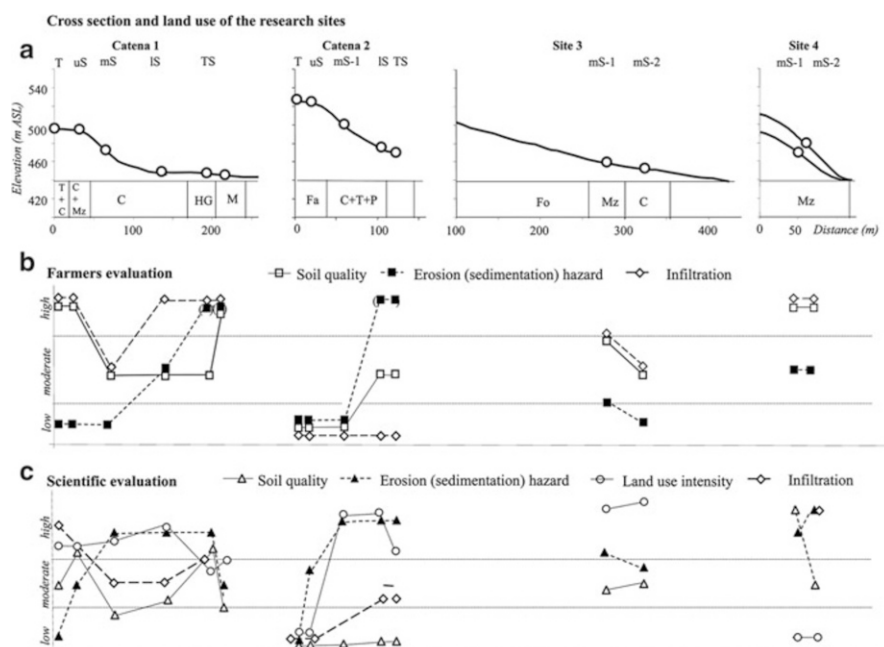 Cross section and land use of the research sites
a
Catena 1 Catena 2 Site 3 Site 4
T uS mS lS TS T uS mS-1 lS TS mS-1 mS-2 mS-1 mS-2
Elevation (m ASL)
540
500
460
420
T + C C + Mz C HG M Fa C+T+P Fo Mz C Mz
0 100 200 0 100 100 200 300 400 0 50 Distance (m)
b Farmers evaluation Soil quality Erosion (sedimentation) hazard Infiltration
high
moderate
low
c Scientific evaluation Soil quality Erosion (sedimentation) hazard Land use intensity Infiltration
high
moderate
low